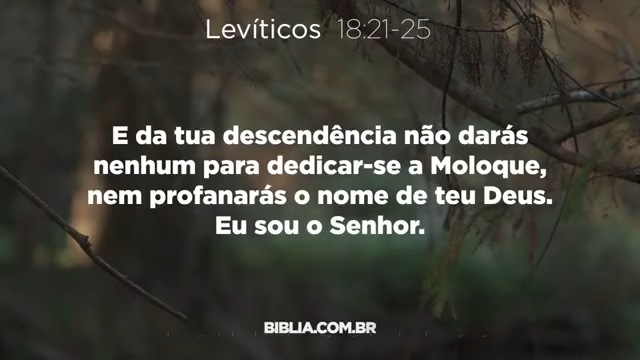 Levíticos 18:21-25
E da tua descendência não darás
nenhum para dedicar-se a Moloque,
nem profanarás o nome de teu Deus.
Eu sou o Senhor.
BIBLIA.COM.BR